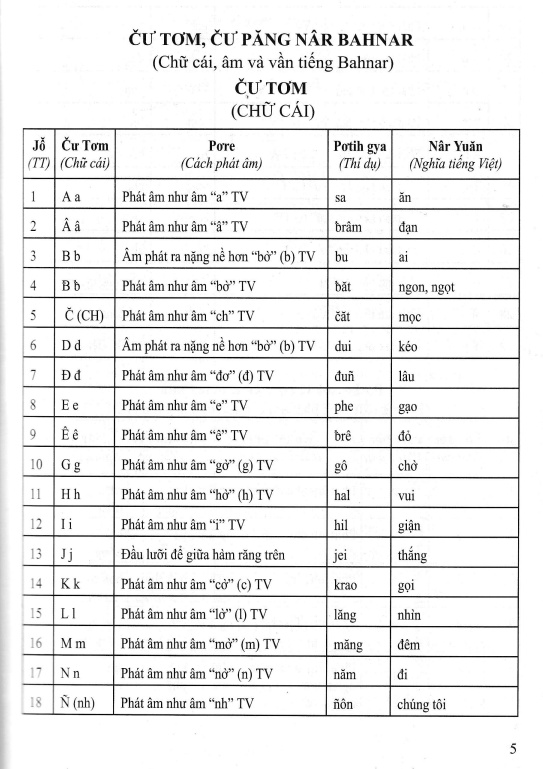 ČƯ TƠM, ČƯ PĂNG NÂR BAHNAR
(Chữ cái, âm và vần tiếng Bahnar)
ČƯ TƠM
(CHỮ CÁI)
Jô̆ (TT) Čư Tơm (Chữ cái) Pơre (Cách phát âm) Pơtih gya (Thí dụ) Nâr Yuăn (Nghĩa tiếng Việt)
1 A a Phát âm như âm “a” TV sa ăn
2 Â â Phát âm như âm “â” TV brâm đạn
3 B b Âm phát ra nặng nề hơn “bờ” (b) TV bu ai
4 Ƀ ƀ Phát âm như âm “bờ” TV ƀăt ngon, ngọt
5 Č (CH) Phát âm như âm “ch” TV čăt mọc
6 D d Âm phát ra nặng nề hơn “bờ” (b) TV dui kéo
7 Đ đ Phát âm như âm “đơ” (đ) TV đuñ lâu
8 E e Phát âm như âm “e” TV phe gạo
9 Ê ê Phát âm như âm “ê” TV brê đỏ
10 G g Phát âm như âm “gờ” (g) TV gô chờ
11 H h Phát âm như âm “hờ” (h) TV hal vui
12 I i Phát âm như âm “i” TV hil giận
13 J j Đầu lưỡi để giữa hàm răng trên jei thắng
14 K k Phát âm như âm “cờ” (c) TV krao gọi
15 L l Phát âm như âm “lờ” (l) TV lăng nhìn
16 M m Phát âm như âm “mờ” (m) TV măng đêm
17 N n Phát âm như âm “nờ” (n) TV năm đi
18 Ñ (nh) Phát âm như âm “nh” TV ñôn chúng tôi
5